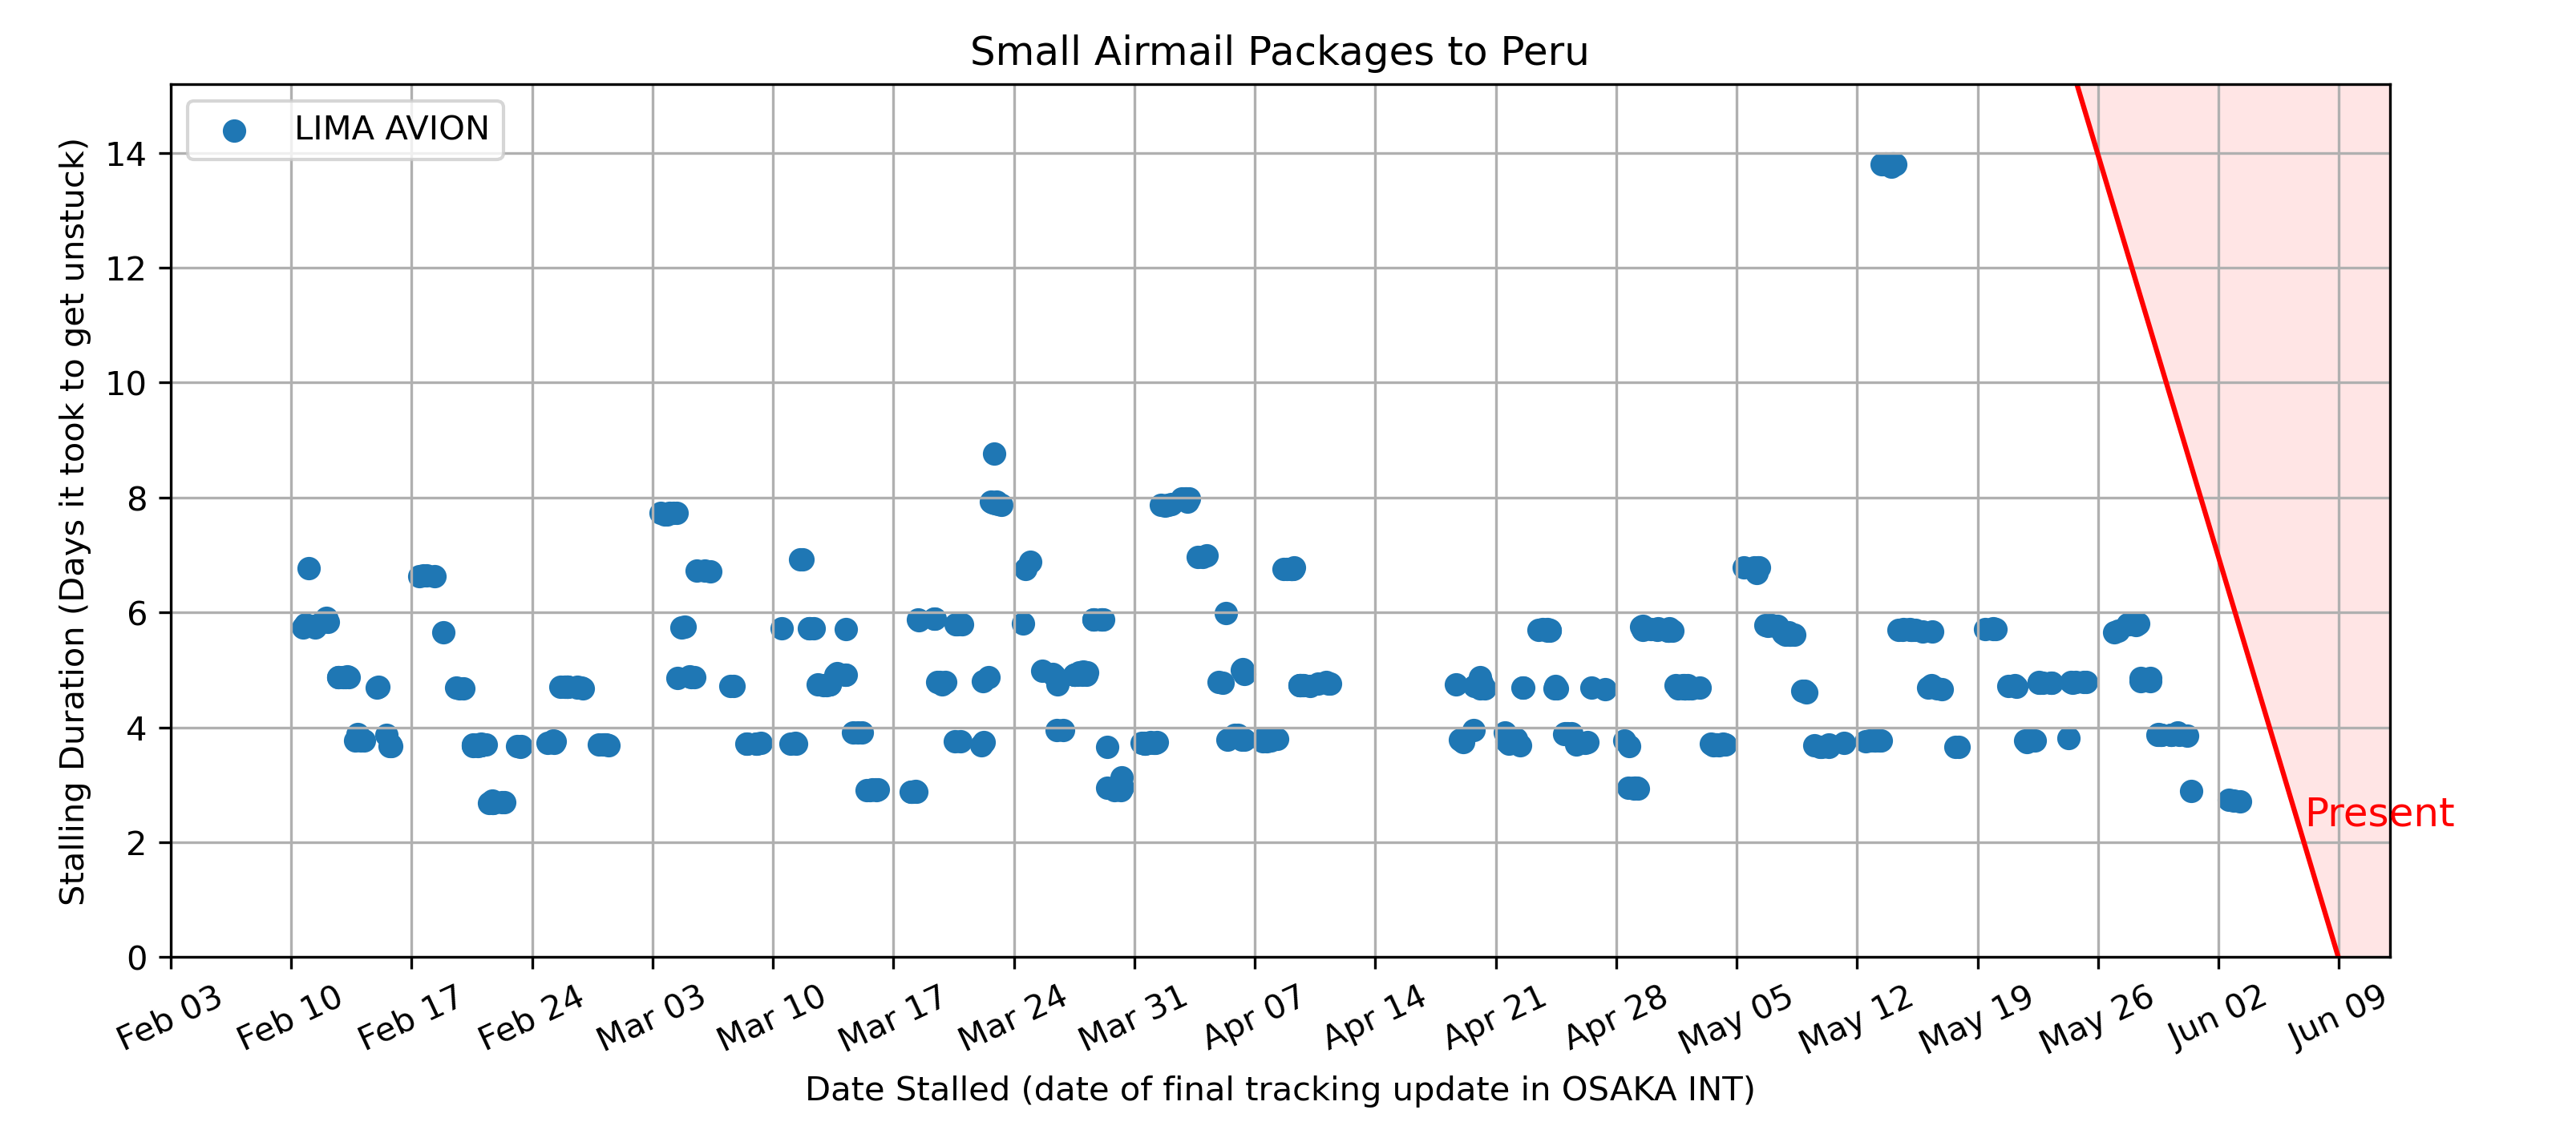 Small Airmail Packages to Peru
LIMA AVION
Stalling Duration (Days it took to get unstuck)
14
12
10
8
6
4
2
0
Present
Feb 03
Feb 10
Feb 17
Feb 24
Mar 03
Mar 10
Mar 17
Mar 24
Mar 31
Apr 07
Apr 14
Apr 21
Apr 28
May 05
May 12
May 19
May 26
Jun 02
Jun 09
Date Stalled (date of final tracking update in OSAKA INT)